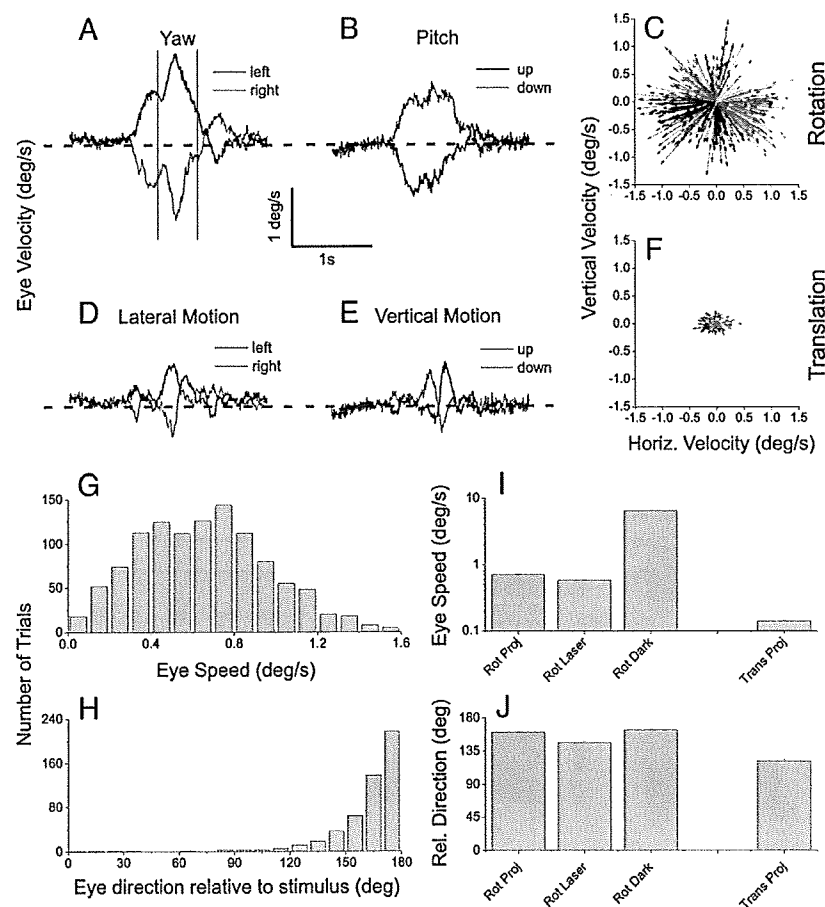 A
Yaw
left
right
B
Pitch
up
down
C
1.5
1.0
0.5
0.0
-0.5
-1.0
-1.5
-1.5 -1.0 -0.5 0.0 0.5 1.0 1.5
Rotation
Eye Velocity (deg/s)
1 deg/s
1s
Vertical Velocity (deg/s)
D
Lateral Motion
left
right
E
Vertical Motion
up
down
F
1.5
1.0
0.5
0.0
-0.5
-1.0
-1.5
-1.5 -1.0 -0.5 0.0 0.5 1.0 1.5
Horiz. Velocity (deg/s)
Translation
G
150
100
50
0
0.0 0.4 0.8 1.2 1.6
Eye Speed (deg/s)
Number of Trials
H
240
160
80
0
0 30 60 90 120 150 180
Eye direction relative to stimulus (deg)
I
Eye Speed (deg/s)
10
1
0.1
Rot Proj
Rot Laser
Rot Dark
Trans Proj
J
Rel. Direction (deg)
180
135
90
45
0
Rot Proj
Rot Laser
Rot Dark
Trans Proj